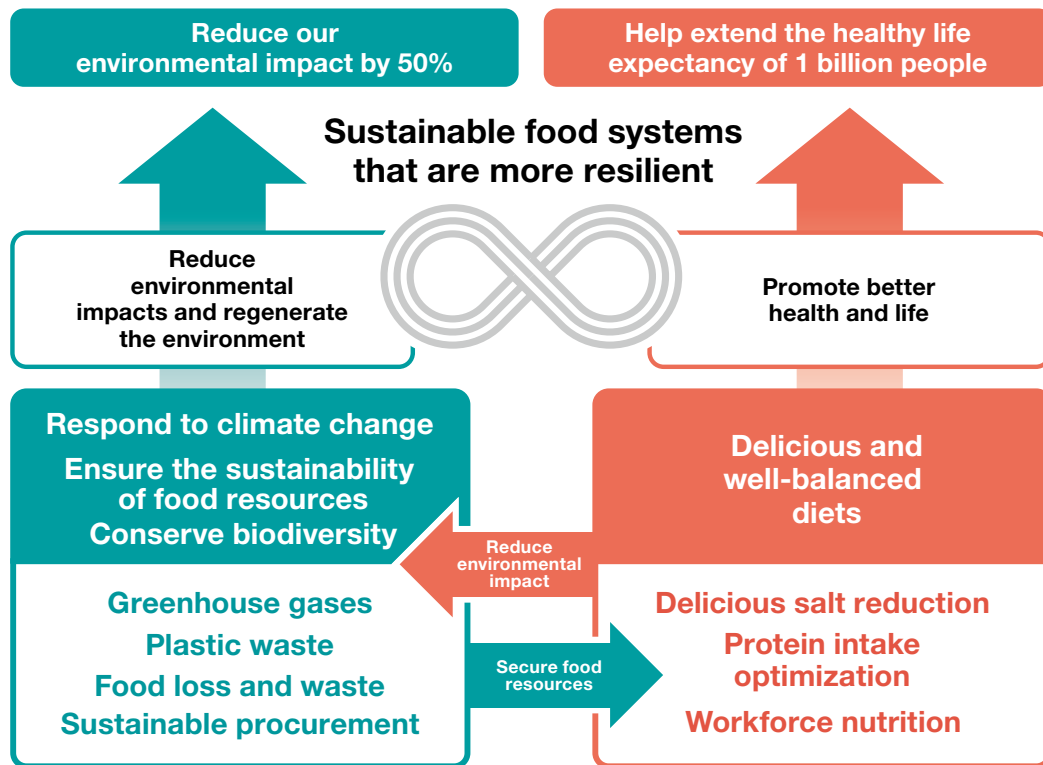 Reduce our
environmental impact by 50%
Help extend the healthy life
expectancy of 1 billion people
Sustainable food systems
that are more resilient
Reduce
environmental
impacts and regenerate
the environment
Promote better
health and life
Respond to climate change
Ensure the sustainability
of food resources
Conserve biodiversity
Delicious and
well-balanced
diets
Reduce
environmental
impact
Greenhouse gases
Plastic waste
Food loss and waste
Sustainable procurement
Secure food
resources
Delicious salt reduction
Protein intake
optimization
Workforce nutrition